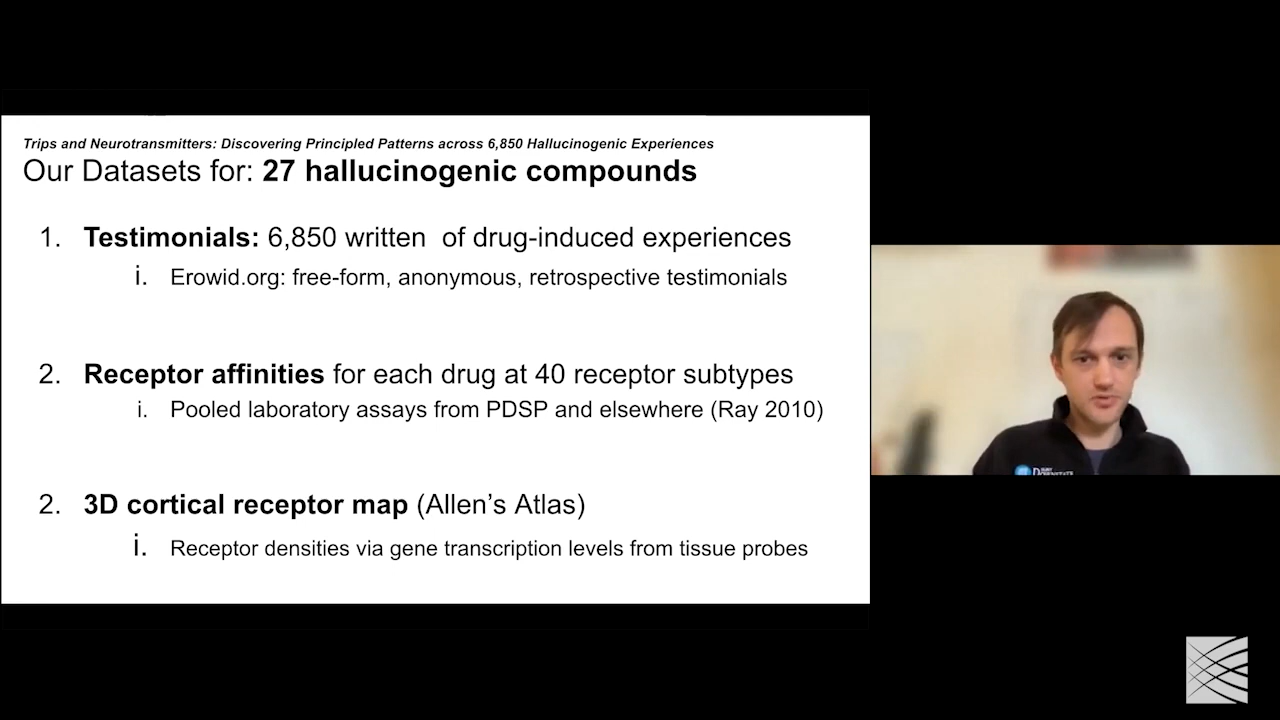 Trips and Neurotransmitters: Discovering Principled Patterns across 6,850 Hallucinogenic Experiences
Our Datasets for: 27 hallucinogenic compounds
1. Testimonials: 6,850 written of drug-induced experiences
i. Erowid.org: free-form, anonymous, retrospective testimonials
2. Receptor affinities for each drug at 40 receptor subtypes
i. Pooled laboratory assays from PDSP and elsewhere (Ray 2010)
2. 3D cortical receptor map (Allen’s Atlas)
i. Receptor densities via gene transcription levels from tissue probes